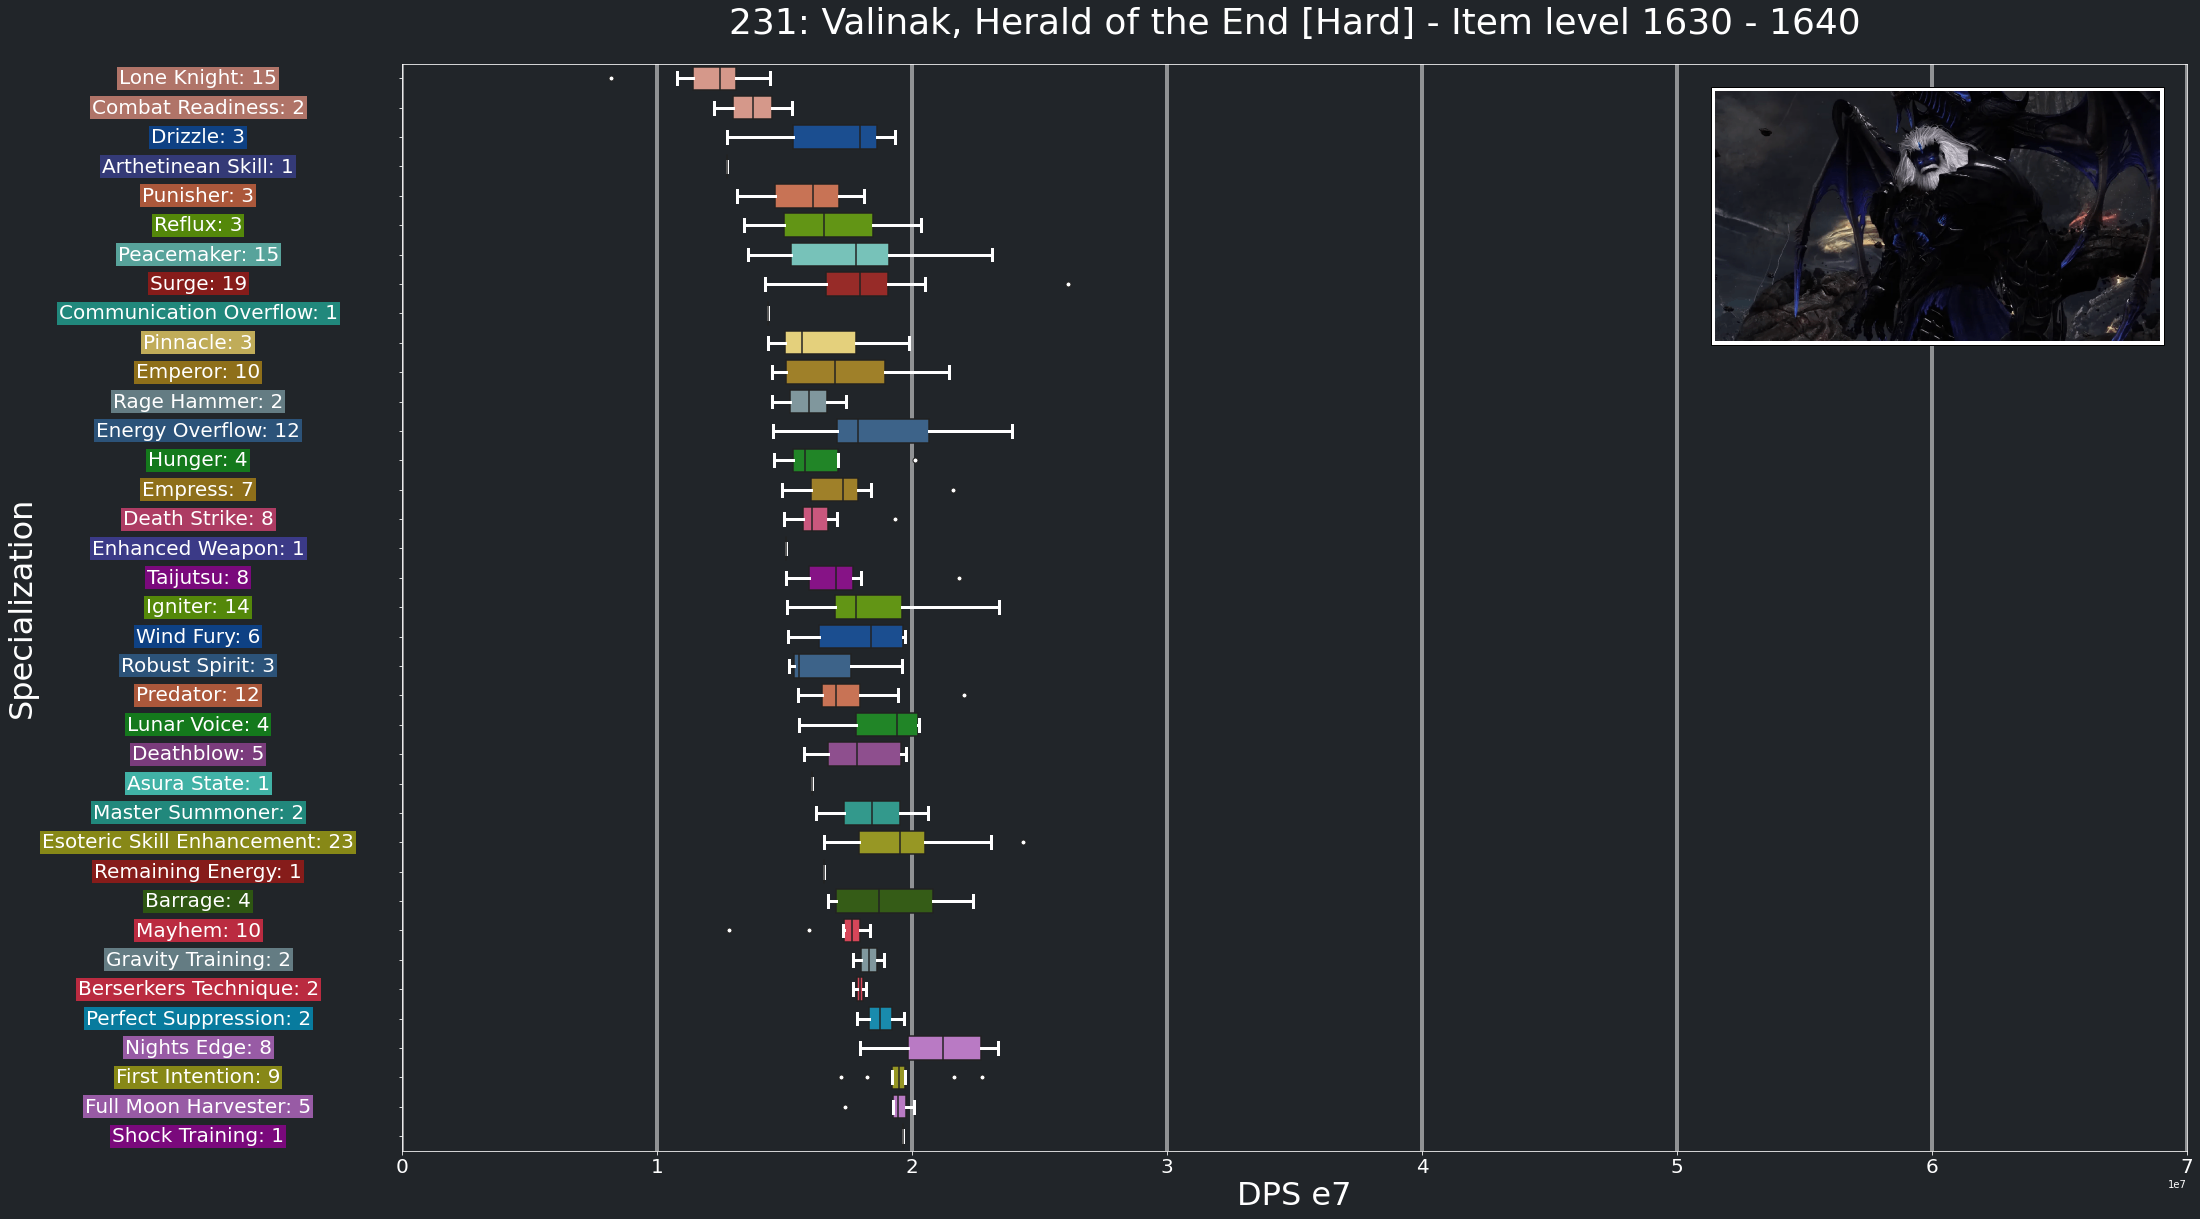 231: Valinak, Herald of the End [Hard] - Item level 1630 - 1640
Specialization
Lone Knight: 15
Combat Readiness: 2
Drizzle: 3
Arthetinean Skill: 1
Punisher: 3
Reflux: 3
Peacemaker: 15
Surge: 19
Communication Overflow: 1
Pinnacle: 3
Emperor: 10
Rage Hammer: 2
Energy Overflow: 12
Hunger: 4
Empress: 7
Death Strike: 8
Enhanced Weapon: 1
Taijutsu: 8
Igniter: 14
Wind Fury: 6
Robust Spirit: 3
Predator: 12
Lunar Voice: 4
Deathblow: 5
Asura State: 1
Master Summoner: 2
Esoteric Skill Enhancement: 23
Remaining Energy: 1
Barrage: 4
Mayhem: 10
Gravity Training: 2
Berserkers Technique: 2
Perfect Suppression: 2
Nights Edge: 8
First Intention: 9
Full Moon Harvester: 5
Shock Training: 1
0 1 2 3 4 5 6 7
1e7
DPS e7